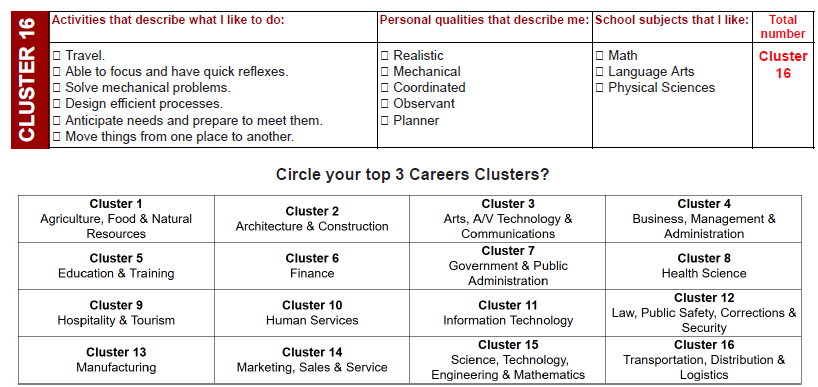 CLUSTER 16
Activities that describe what I like to do:
□ Travel.
□ Able to focus and have quick reflexes.
□ Solve mechanical problems.
□ Design efficient processes.
□ Anticipate needs and prepare to meet them.
□ Move things from one place to another.
Personal qualities that describe me:
□ Realistic
□ Mechanical
□ Coordinated
□ Observant
□ Planner
School subjects that I like:
□ Math
□ Language Arts
□ Physical Sciences
Total
number
Cluster
16
Circle your top 3 Careers Clusters?
Cluster 1
Agriculture, Food & Natural
Resources
Cluster 2
Architecture & Construction
Cluster 3
Arts, A/V Technology &
Communications
Cluster 4
Business, Management &
Administration
Cluster 5
Education & Training
Cluster 6
Finance
Cluster 7
Government & Public
Administration
Cluster 8
Health Science
Cluster 9
Hospitality & Tourism
Cluster 10
Human Services
Cluster 11
Information Technology
Cluster 12
Law, Public Safety, Corrections &
Security
Cluster 13
Manufacturing
Cluster 14
Marketing, Sales & Service
Cluster 15
Science, Technology,
Engineering & Mathematics
Cluster 16
Transportation, Distribution &
Logistics